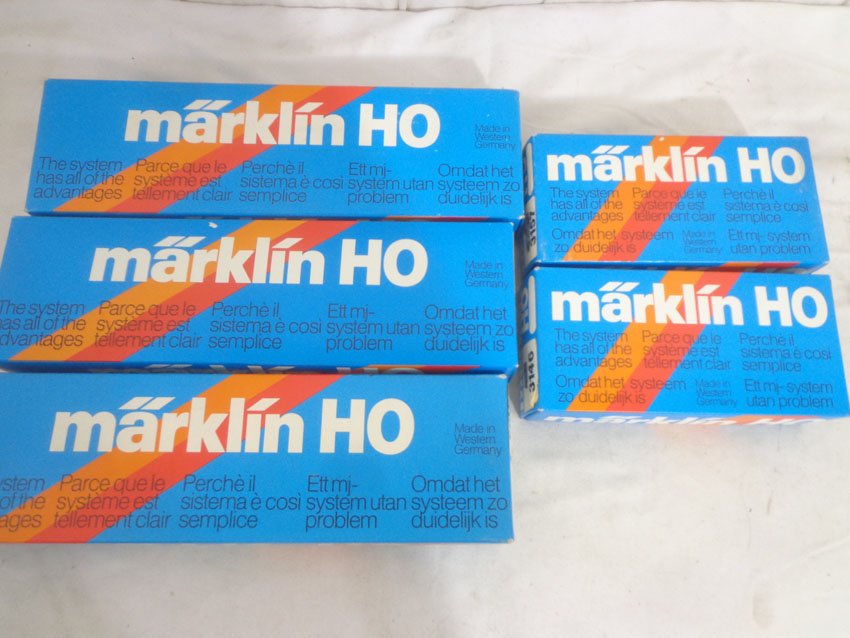 märklin HO
Made in
Western
Germany
The system
has all of the
advantages
Parce que le
système est
tellement clair
Perchè il
sistema è così
semplice
Ett mj-
system utan
problem
Omdat het
systeem zo
duidelijk is
märklin HO
Made in
Western
Germany
The system
has all of the
advantages
Parce que le
système est
tellement clair
Perchè il
sistema è così
semplice
Ett mj-
system utan
problem
Omdat het
systeem zo
duidelijk is
märklin HO
Made in
Western
Germany
ystem
of the
ages
Parce que le
système est
tellement clair
Perchè il
sistema è così
semplice
Ett mj-
system utan
problem
Omdat het
systeem zo
duidelijk is
märklin HO
The system
has all of the
advantages
Parce que le
système est
tellement clair
Perchè il
sistema è così
semplice
Omdat het systeem
zo duidelijk is
Made in
Western
Germany
Ett mj- system
utan problem
3157
märklin HO
The system
has all of the
advantages
Parce que le
système est
tellement clair
Perchè il
sistema è così
semplice
Omdat het systeem
zo duidelijk is
Made in
Western
Germany
Ett mj- system
utan problem
HO
3146